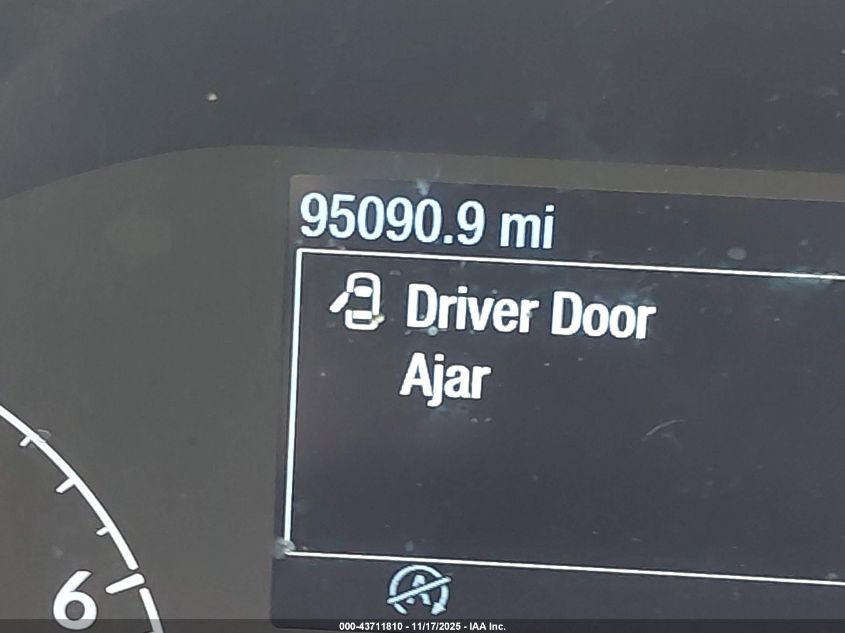 95090.9 mi
Driver Door
Ajar
6
A
000-43711810 - 11/17/2025 - IAA Inc.